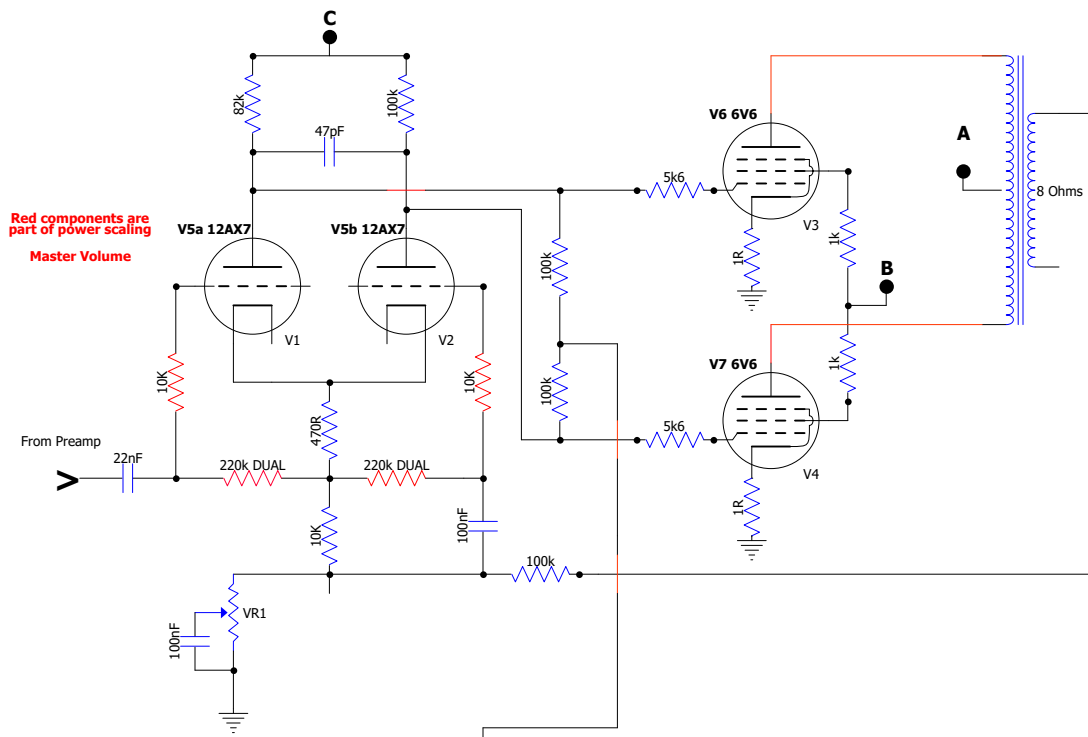 C
82k
100k
47pF
V6 6V6
A
5k6
V3
8 Ohms
Red components are
part of power scaling
Master Volume
V5a 12AX7
V5b 12AX7
1R
1k
100k
B
V1
V2
10K
10K
100k
V7 6V6
1k
5k6
From Preamp
470R
22nF
220k DUAL
220k DUAL
V4
1R
10K
100nF
100k
VR1
100nF